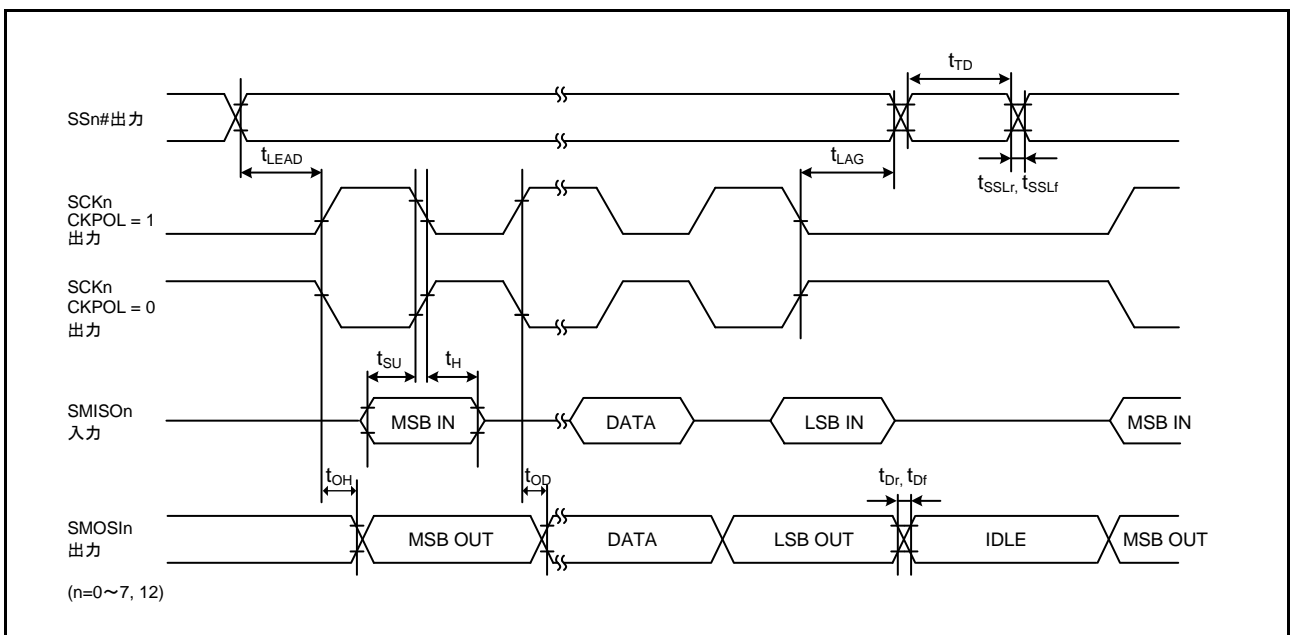 tTD
SSn#出力
tLEAD
tLAG
tSSLr, tSSLf
SCKn
CKPOL = 1
出力
SCKn
CKPOL = 0
出力
tSU
tH
SMISOn
入力
MSB IN
DATA
LSB IN
MSB IN
tOH
tOD
tDr, tDf
SMOSIn
出力
MSB OUT
DATA
LSB OUT
IDLE
MSB OUT
(n=0～7, 12)